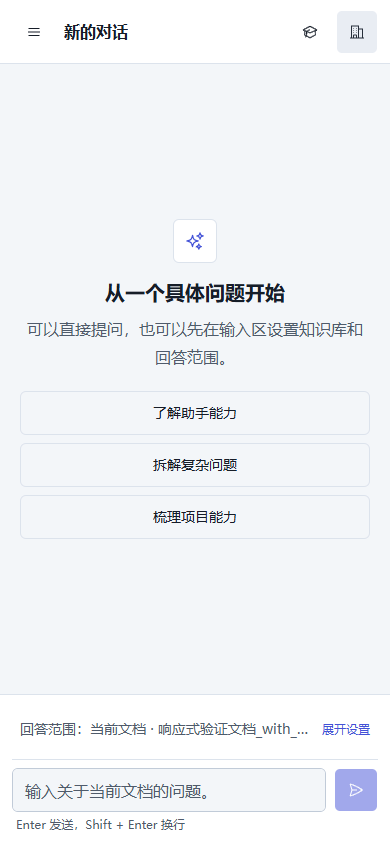 新的对话
从一个具体问题开始
可以直接提问，也可以先在输入区设置知识库和
回答范围。
了解助手能力
拆解复杂问题
梳理项目能力
回答范围：当前文档 · 响应式验证文档_with_... 展开设置
输入关于当前文档的问题。
Enter 发送，Shift + Enter 换行